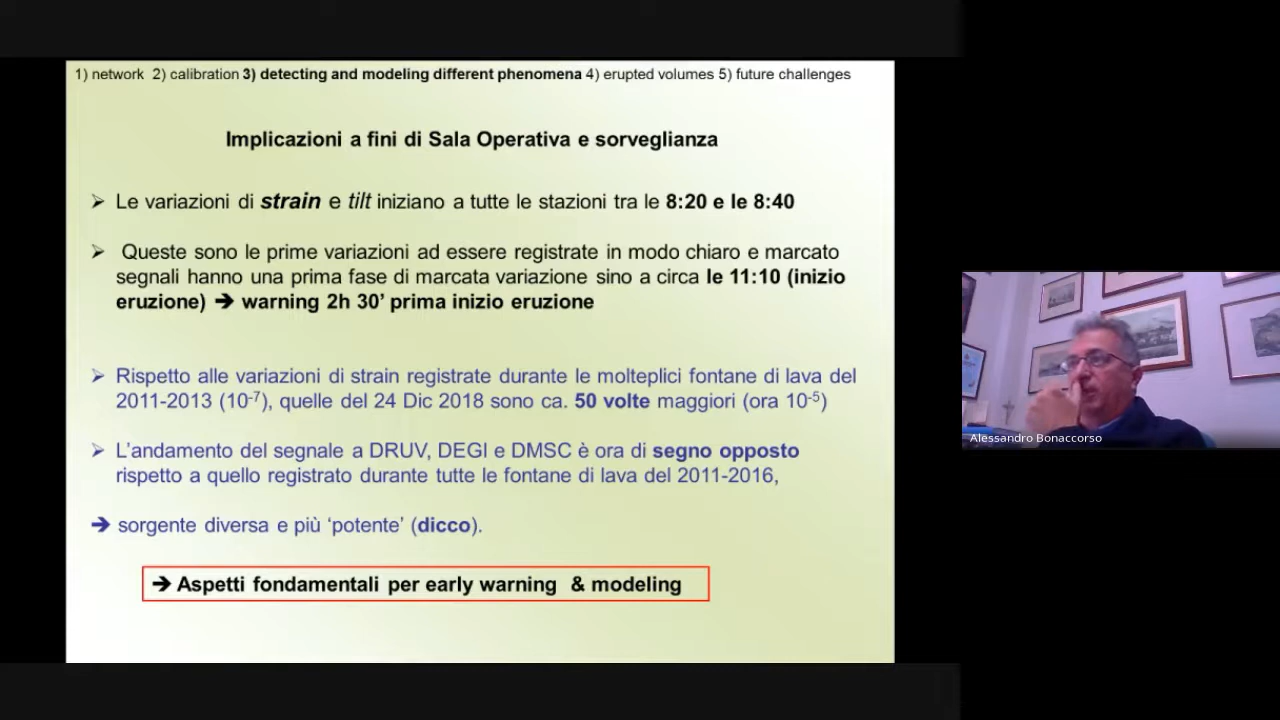 1) network 2) calibration 3) detecting and modeling different phenomena 4) erupted volumes 5) future challenges
Implicazioni a fini di Sala Operativa e sorveglianza
➢ Le variazioni di strain e tilt iniziano a tutte le stazioni tra le 8:20 e le 8:40
➢ Queste sono le prime variazioni ad essere registrate in modo chiaro e marcato
segnali hanno una prima fase di marcata variazione sino a circa le 11:10 (inizio
eruzione) ➔ warning 2h 30’ prima inizio eruzione
➢ Rispetto alle variazioni di strain registrate durante le molteplici fontane di lava del
2011-2013 (10⁻⁷), quelle del 24 Dic 2018 sono ca. 50 volte maggiori (ora 10⁻⁵)
➢ L’andamento del segnale a DRUV, DEGI e DMSC è ora di segno opposto
rispetto a quello registrato durante tutte le fontane di lava del 2011-2016,
➔ sorgente diversa e più ‘potente’ (dicco).
➔ Aspetti fondamentali per early warning & modeling
Alessandro Bonaccorso